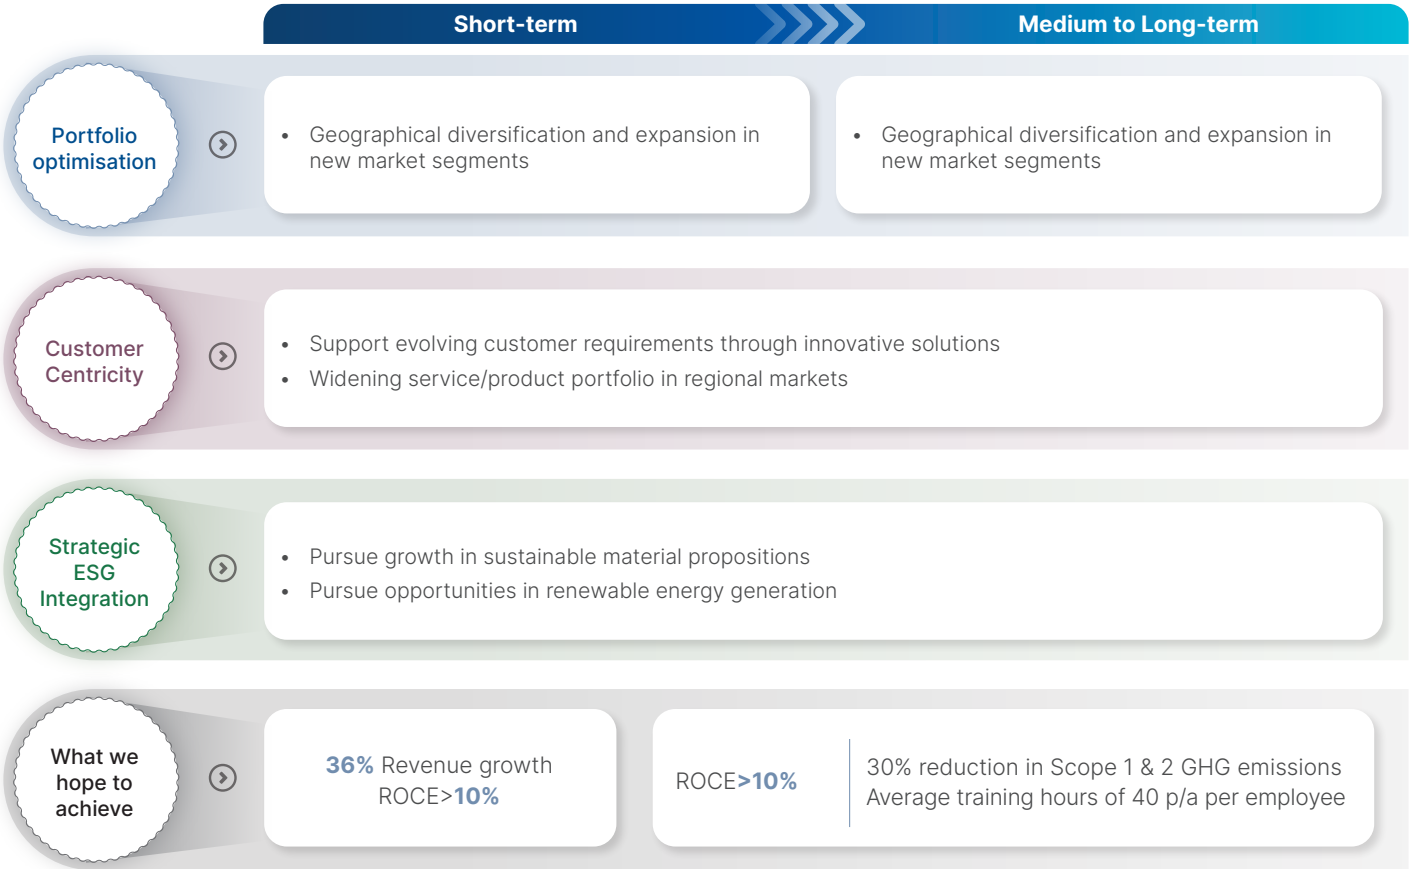 Short-term
Medium to Long-term
Portfolio
optimisation
• Geographical diversification and expansion in
new market segments
• Geographical diversification and expansion in
new market segments
Customer
Centricity
• Support evolving customer requirements through innovative solutions
• Widening service/product portfolio in regional markets
Strategic
ESG
Integration
• Pursue growth in sustainable material propositions
• Pursue opportunities in renewable energy generation
What we
hope to
achieve
36% Revenue growth
ROCE>10%
ROCE>10%
30% reduction in Scope 1 & 2 GHG emissions
Average training hours of 40 p/a per employee